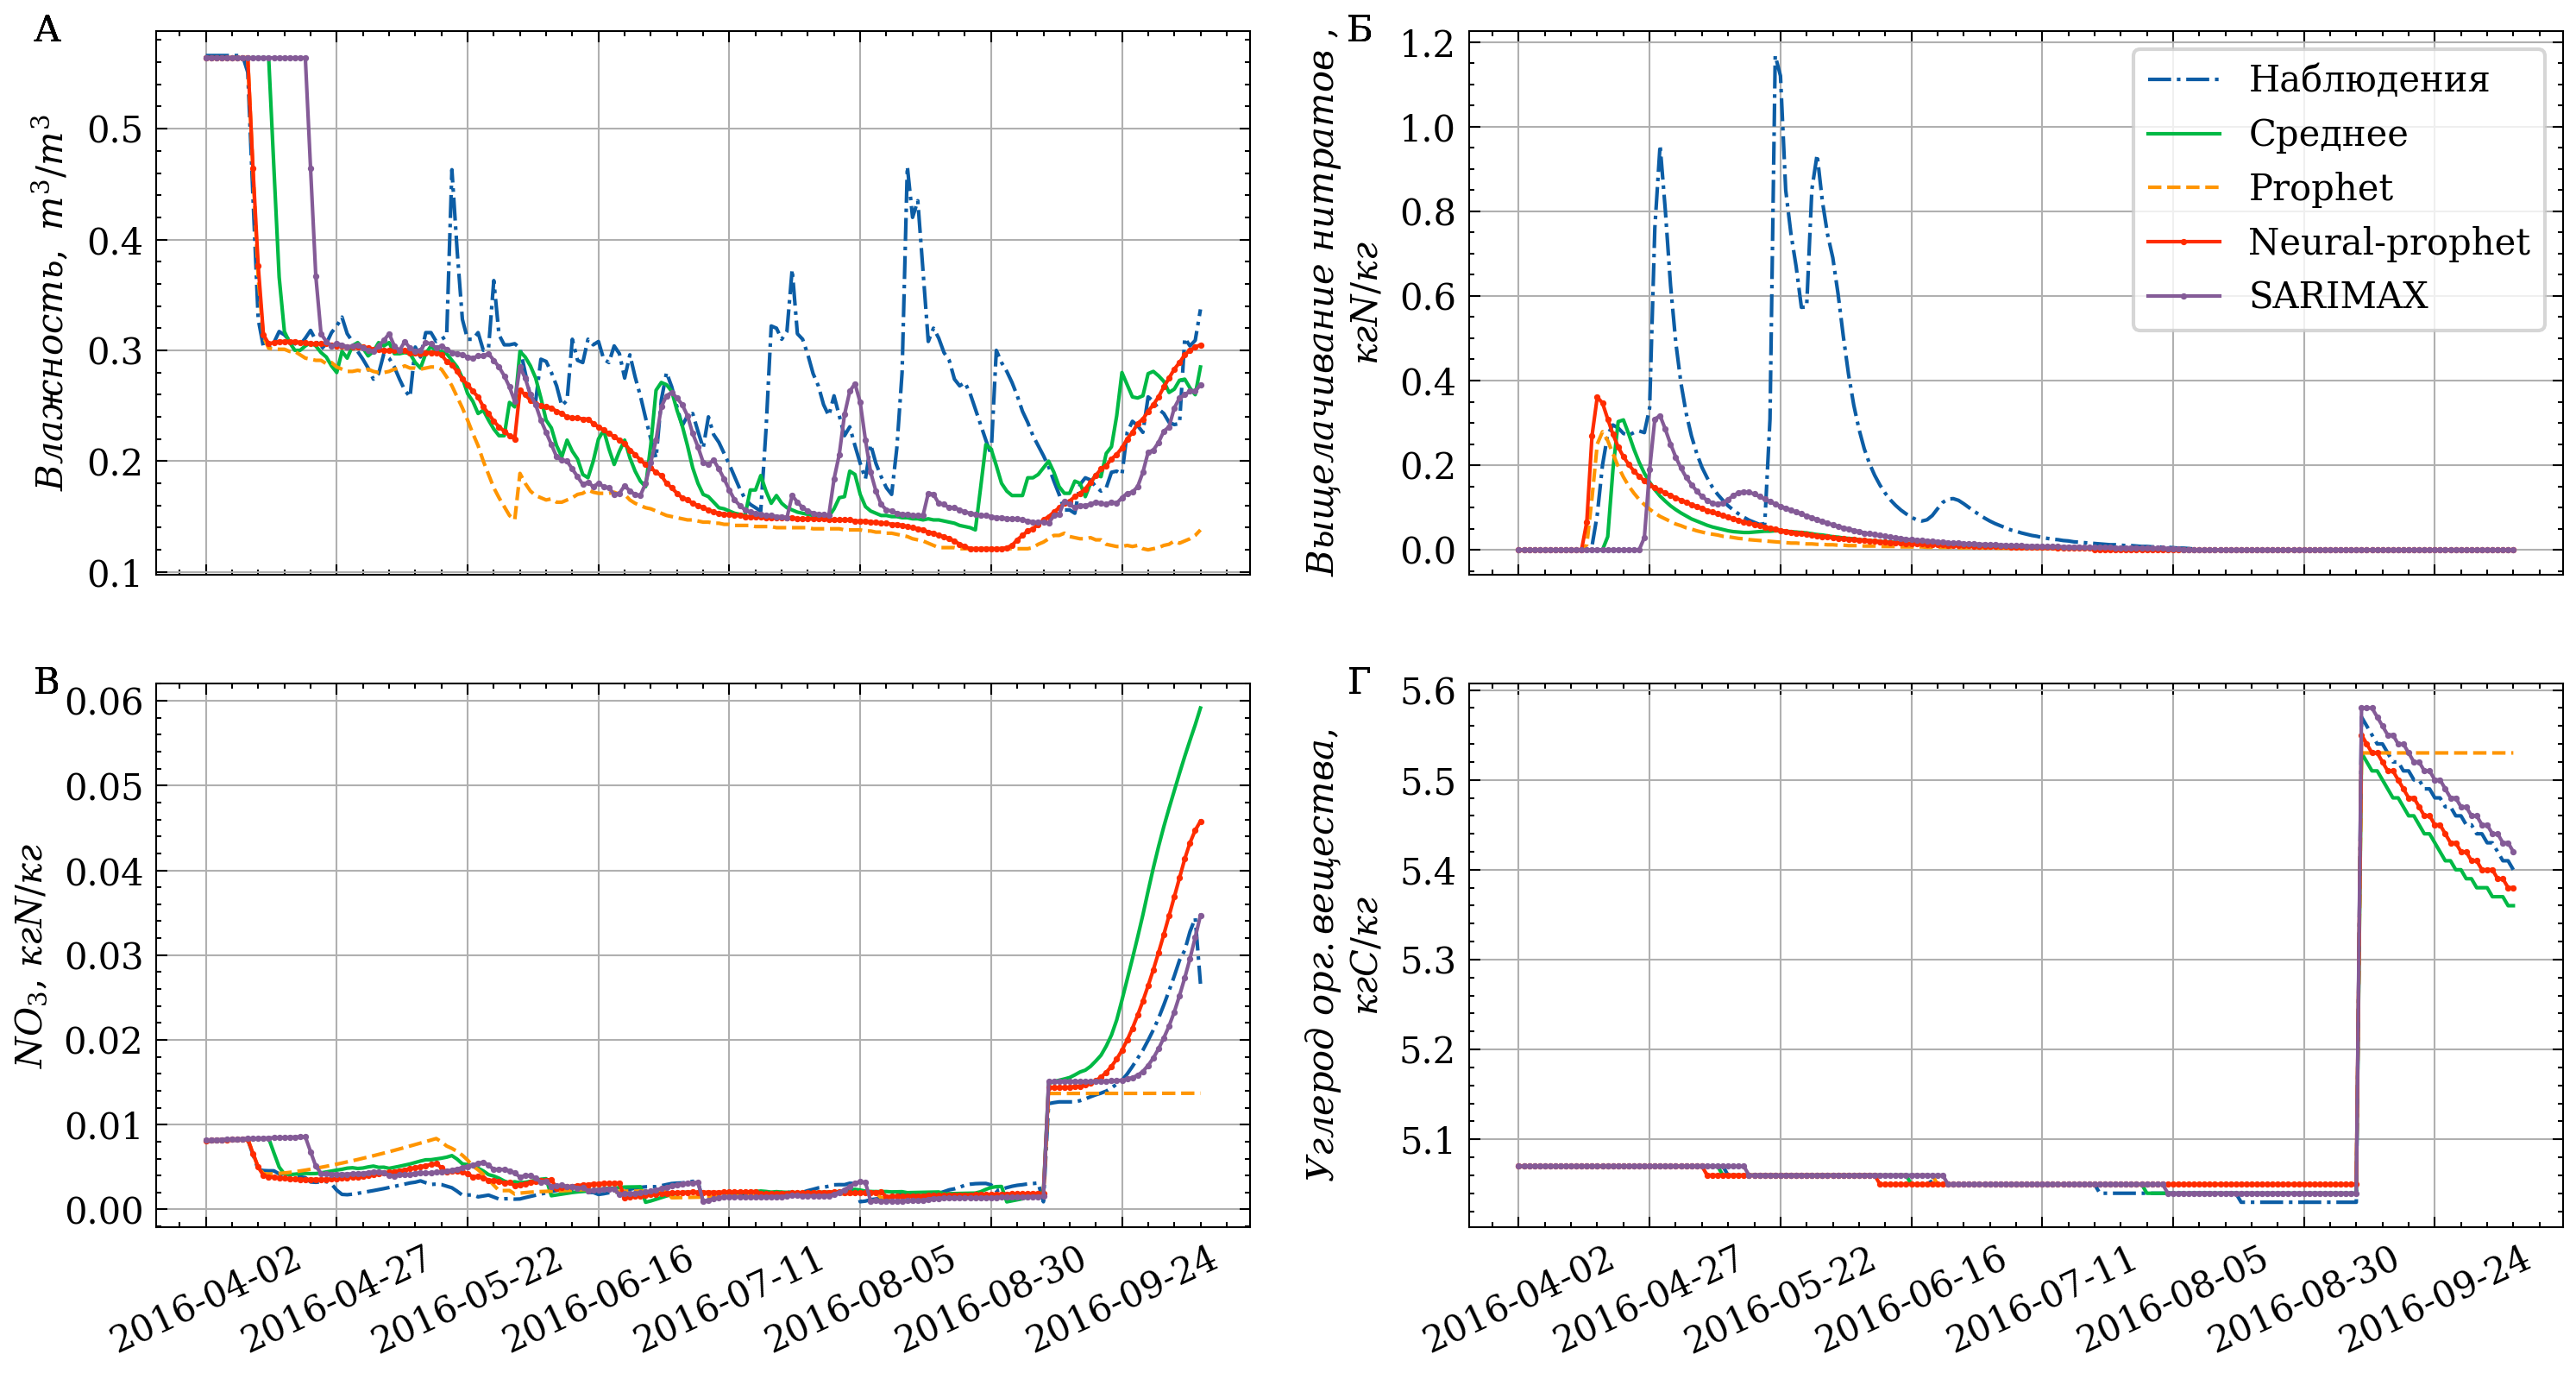 А
Влажность, m³/m³
0.5
0.4
0.3
0.2
0.1
Б
Выщелачивание нитратов ,
кгN/кг
1.2
1.0
0.8
0.6
0.4
0.2
0.0
Наблюдения
Среднее
Prophet
Neural-prophet
SARIMAX
В
NO₃, кгN/кг
0.06
0.05
0.04
0.03
0.02
0.01
0.00
2016-04-02
2016-04-27
2016-05-22
2016-06-16
2016-07-11
2016-08-05
2016-08-30
2016-09-24
Г
Углерод орг.вещества,
кгC/кг
5.6
5.5
5.4
5.3
5.2
5.1
2016-04-02
2016-04-27
2016-05-22
2016-06-16
2016-07-11
2016-08-05
2016-08-30
2016-09-24